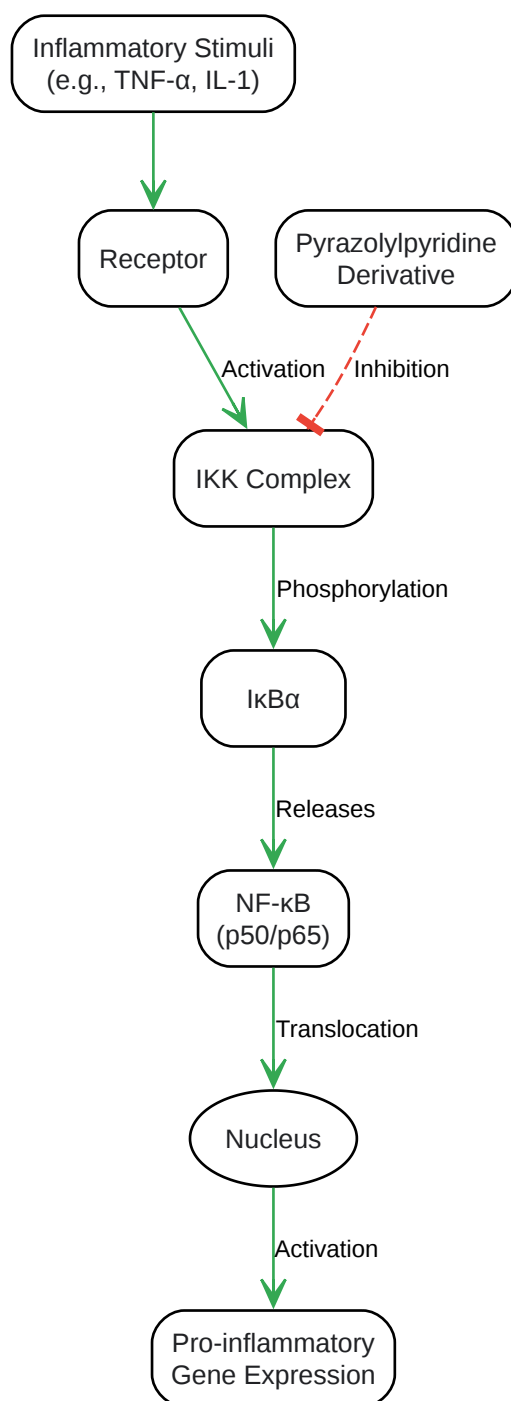 Inflammatory Stimuli
(e.g., TNF-α, IL-1)
Receptor
Pyrazolylpyridine
Derivative
Activation
Inhibition
IKK Complex
Phosphorylation
IκBα
Releases
NF-κB
(p50/p65)
Translocation
Nucleus
Activation
Pro-inflammatory
Gene Expression